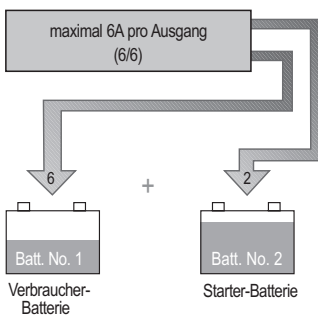 maximal 6A pro Ausgang
(6/6)
6
+
2
Batt. No. 1
Batt. No. 2
Verbraucher-
Batterie
Starter-Batterie